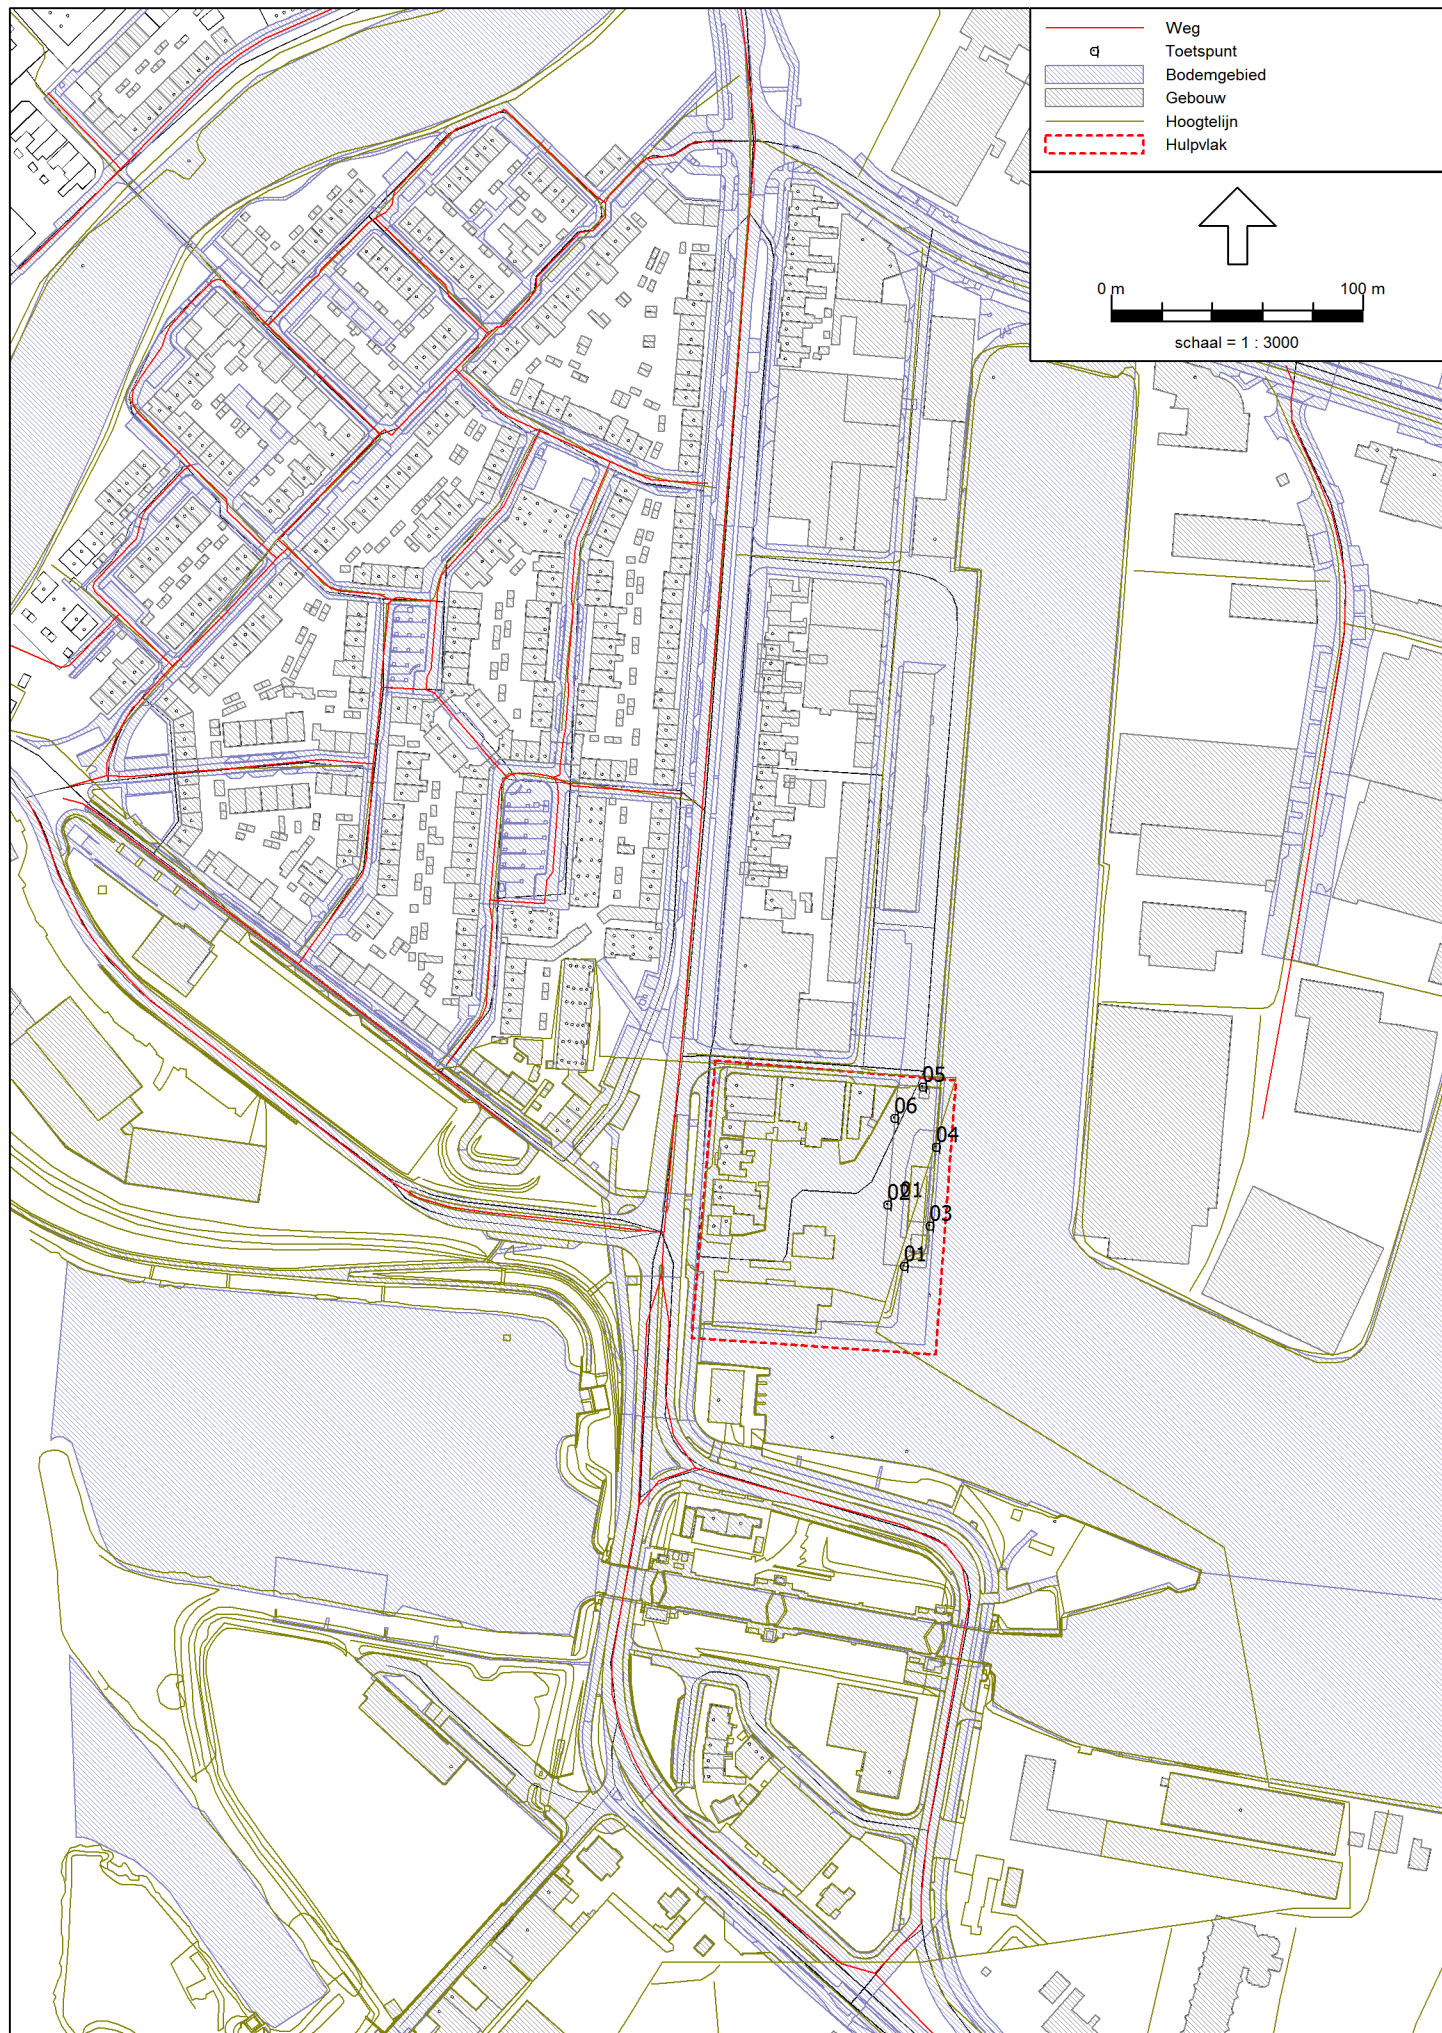 Weg
Toetspunt
Bodemgebied
Gebouw
Hoogtelijn
Hulpvlak
0 m 100 m
schaal = 1 : 3000
05
06
04
02 01
03
01